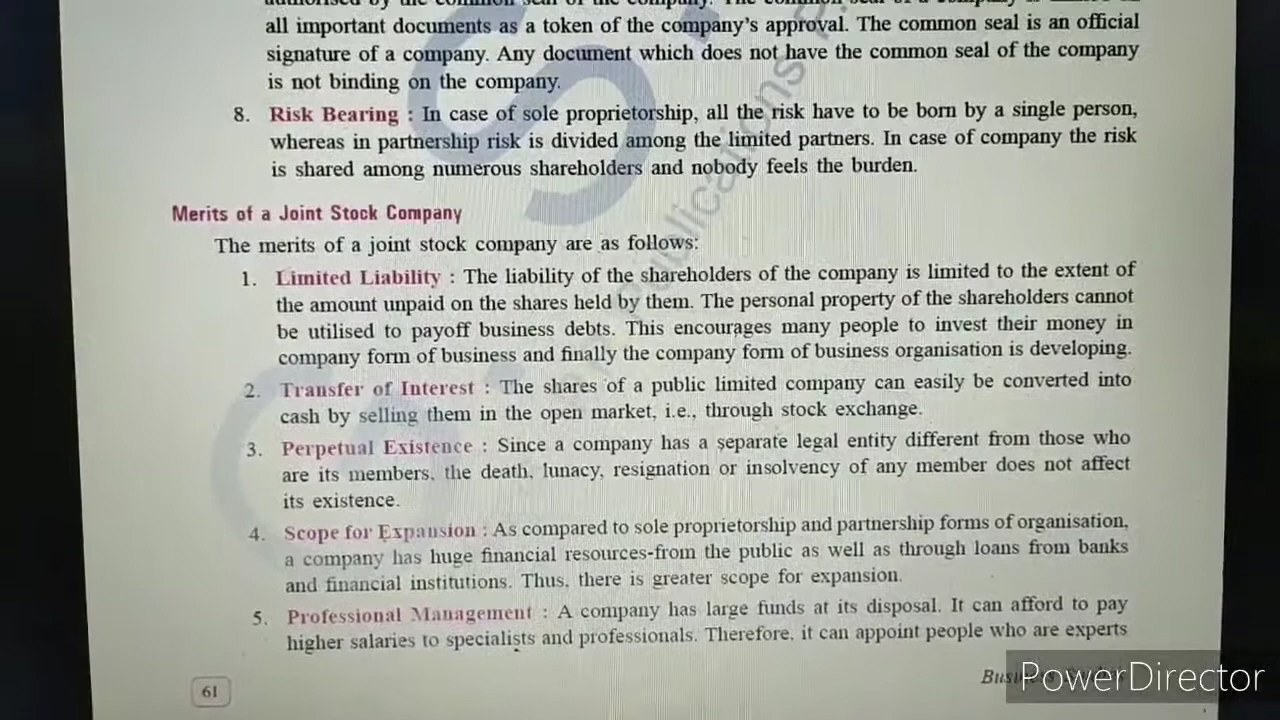 all important documents as a token of the company's approval. The common seal is an official
signature of a company. Any document which does not have the common seal of the company
is not binding on the company.
8. Risk Bearing : In case of sole proprietorship, all the risk have to be born by a single person,
whereas in partnership risk is divided among the limited partners. In case of company the risk
is shared among numerous shareholders and nobody feels the burden.
Merits of a Joint Stock Company
The merits of a joint stock company are as follows:
1. Limited Liability : The liability of the shareholders of the company is limited to the extent of
the amount unpaid on the shares held by them. The personal property of the shareholders cannot
be utilised to payoff business debts. This encourages many people to invest their money in
company form of business and finally the company form of business organisation is developing.
2. Transfer of Interest : The shares of a public limited company can easily be converted into
cash by selling them in the open market, i.e., through stock exchange.
3. Perpetual Existence : Since a company has a separate legal entity different from those who
are its members, the death, lunacy, resignation or insolvency of any member does not affect
its existence.
4. Scope for Expansion : As compared to sole proprietorship and partnership forms of organisation,
a company has huge financial resources-from the public as well as through loans from banks
and financial institutions. Thus, there is greater scope for expansion.
5. Professional Management : A company has large funds at its disposal. It can afford to pay
higher salaries to specialists and professionals. Therefore, it can appoint people who are experts
61
PowerDirector
Publications